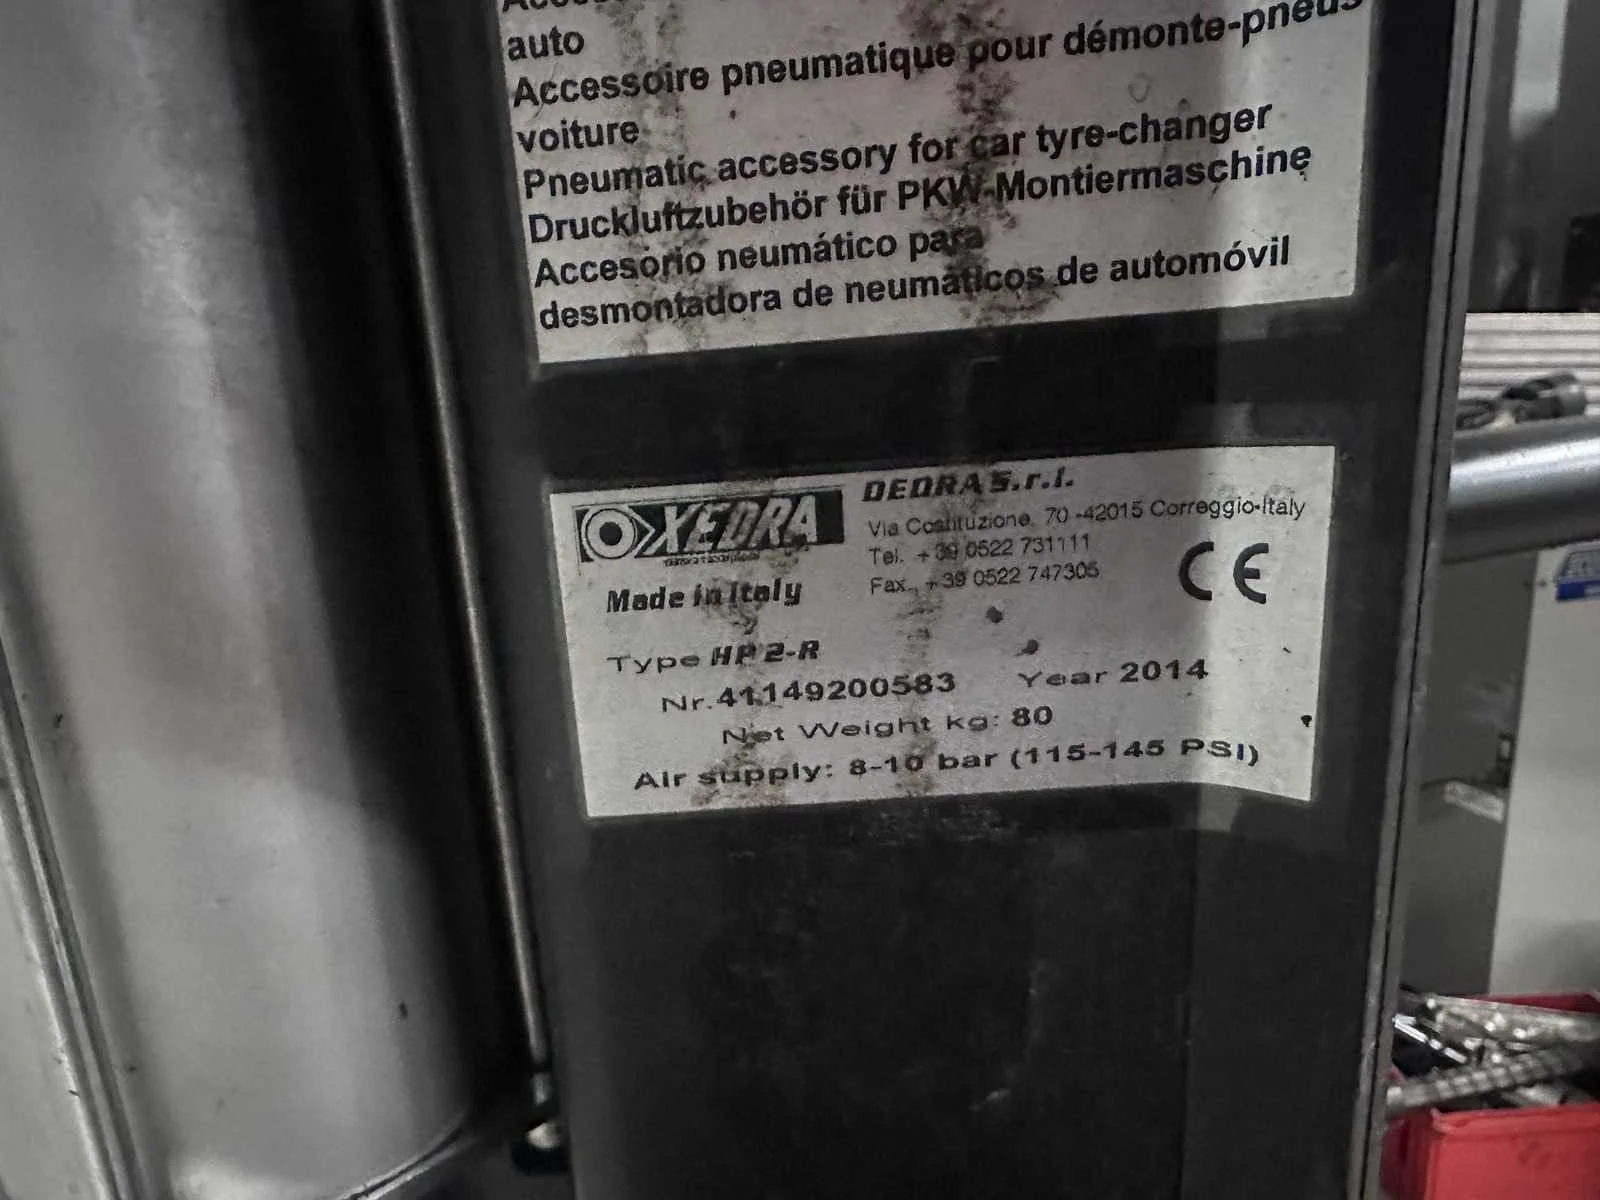 auto
Accessoire pneumatique pour démonte-pneus
voiture
Pneumatic accessory for car tyre-changer
Druckluftzubehör für PKW-Montiermaschine
Accesorio neumático para
desmontadora de neumáticos de automóvil
XEDRA
DEDRA S.r.l.
Via Costituzione, 70 -42015 Correggio-Italy
Tel. +39 0522 731111
Fax. +39 0522 747305
CE
Made in Italy
Type HP 2-R
Nr.41149200583 Year 2014
Net Weight kg: 80
Air supply: 8-10 bar (115-145 PSI)